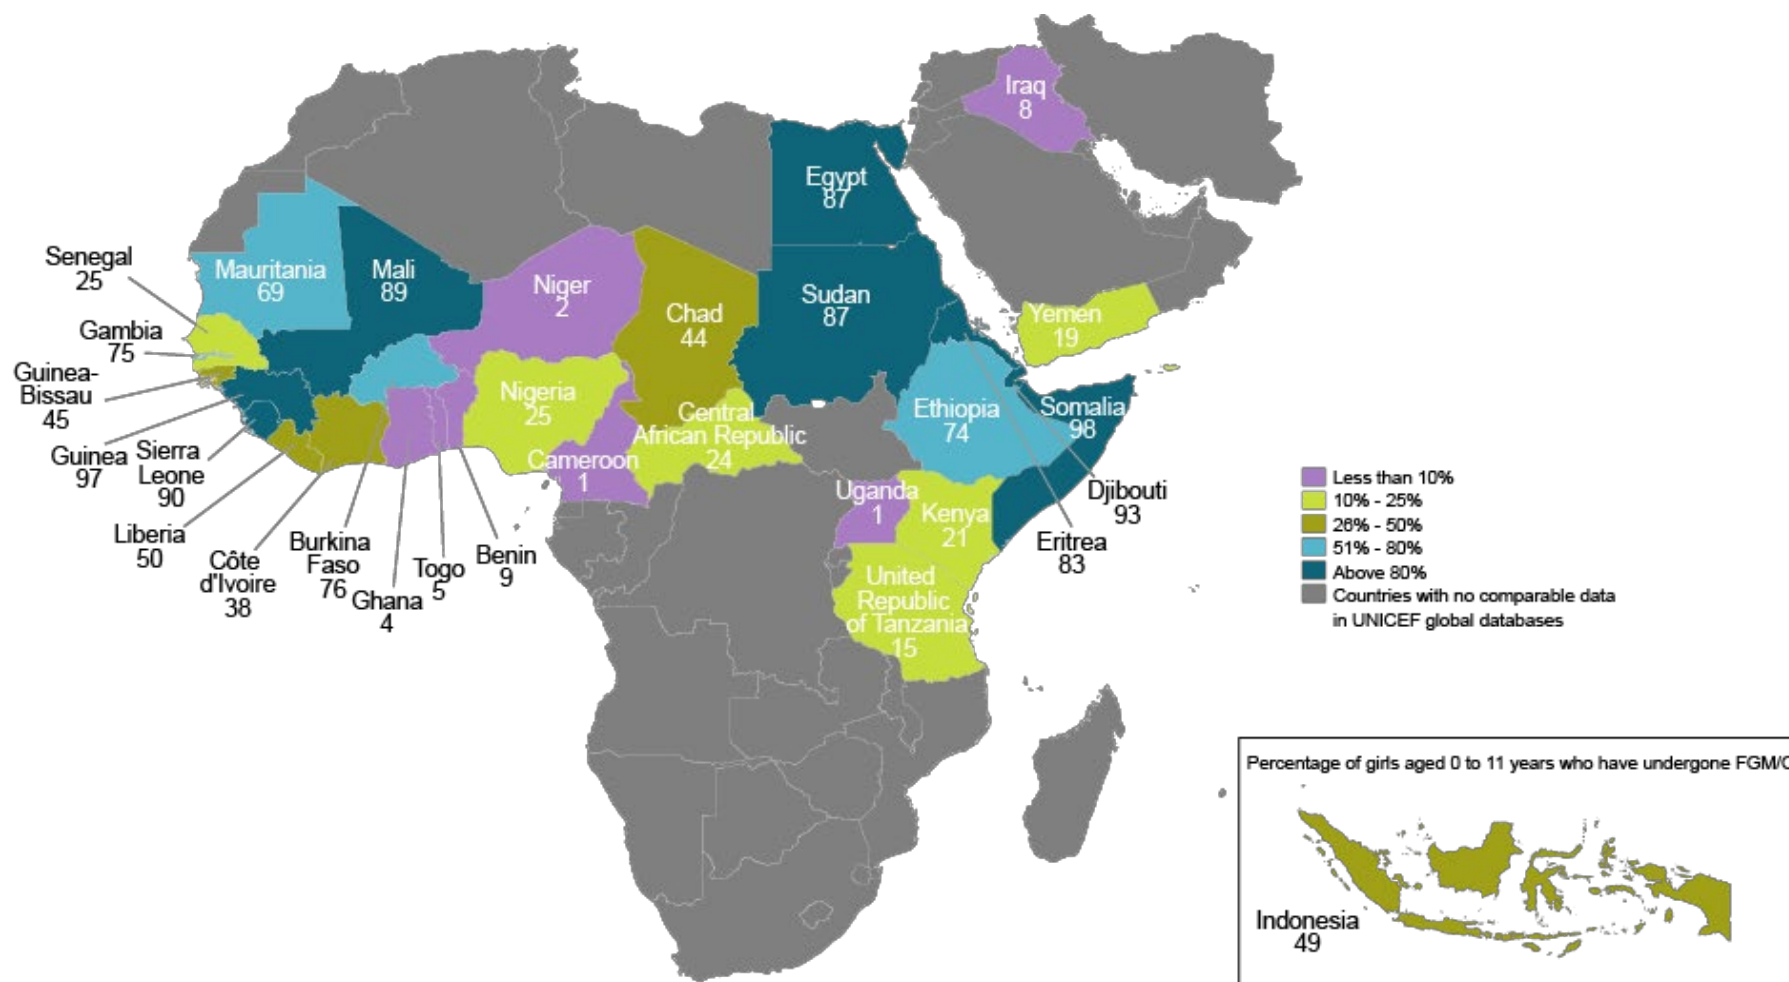 Iraq
8
Egypt
87
Senegal
25
Mauritania
69
Mali
89
Niger
2
Chad
44
Sudan
87
Yemen
19
Gambia
75
Guinea-
Bissau
45
Nigeria
25
Central
African Republic
24
Ethiopia
74
Somalia
98
Guinea
97
Sierra
Leone
90
Cameroon
1
Uganda
1
Kenya
21
Djibouti
93
Eritrea
83
Liberia
50
Côte
d'Ivoire
38
Burkina
Faso
76
Ghana
4
Togo
5
Benin
9
United
Republic
of Tanzania
15
Less than 10%
10% - 25%
26% - 50%
51% - 80%
Above 80%
Countries with no comparable data
in UNICEF global databases
Percentage of girls aged 0 to 11 years who have undergone FGM/C
Indonesia
49